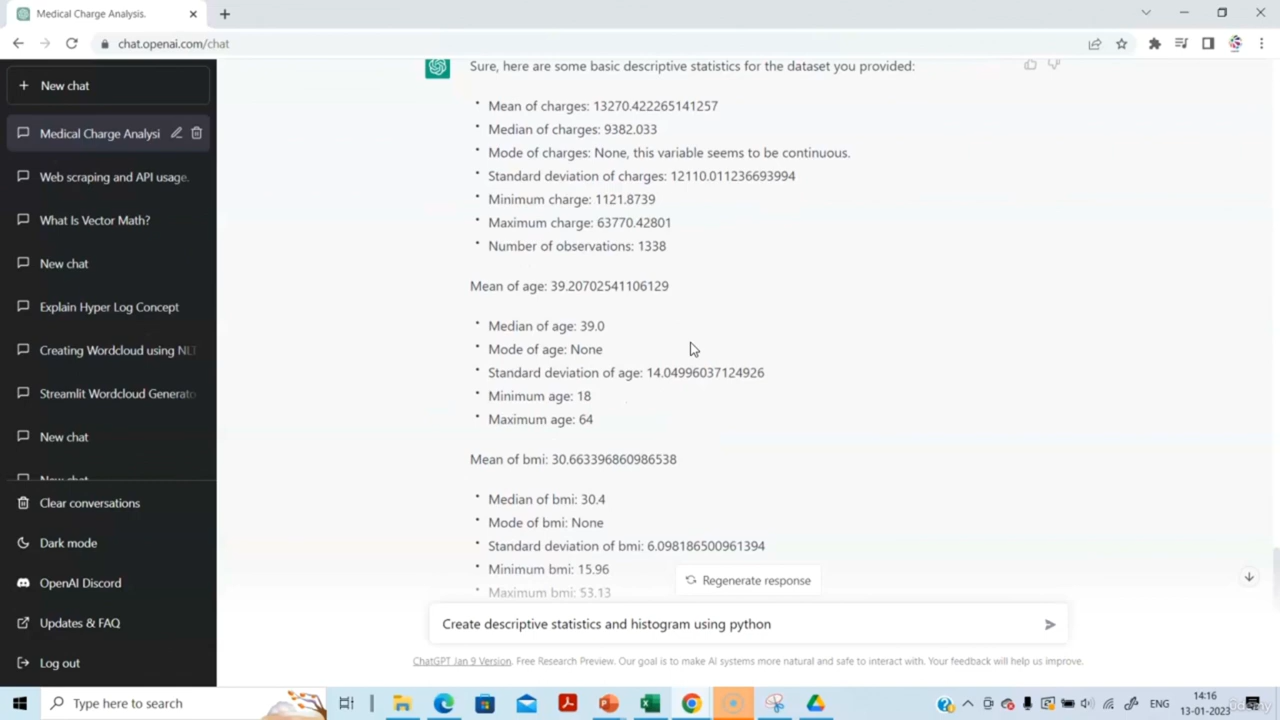 Medical Charge Analysis.
chat.openai.com/chat
New chat
Medical Charge Analysi
Web scraping and API usage.
What Is Vector Math?
New chat
Explain Hyper Log Concept
Creating Wordcloud using NL
Streamlit Wordcloud Generato
New chat
New chat
Clear conversations
Dark mode
OpenAI Discord
Updates & FAQ
Log out
Sure, here are some basic descriptive statistics for the dataset you provided:
• Mean of charges: 13270.422265141257
• Median of charges: 9382.033
• Mode of charges: None, this variable seems to be continuous.
• Standard deviation of charges: 12110.011236693994
• Minimum charge: 1121.8739
• Maximum charge: 63770.42801
• Number of observations: 1338
Mean of age: 39.20702541106129
• Median of age: 39.0
• Mode of age: None
• Standard deviation of age: 14.04996037124926
• Minimum age: 18
• Maximum age: 64
Mean of bmi: 30.663396860986538
• Median of bmi: 30.4
• Mode of bmi: None
• Standard deviation of bmi: 6.098186500961394
• Minimum bmi: 15.96
• Maximum bmi: 53.13
Regenerate response
Create descriptive statistics and histogram using python
ChatGPT Jan 9 Version. Free Research Preview. Our goal is to make AI systems more natural and safe to interact with. Your feedback will help us improve.
Type here to search
ENG
14:16
13-01-2023
Udemy